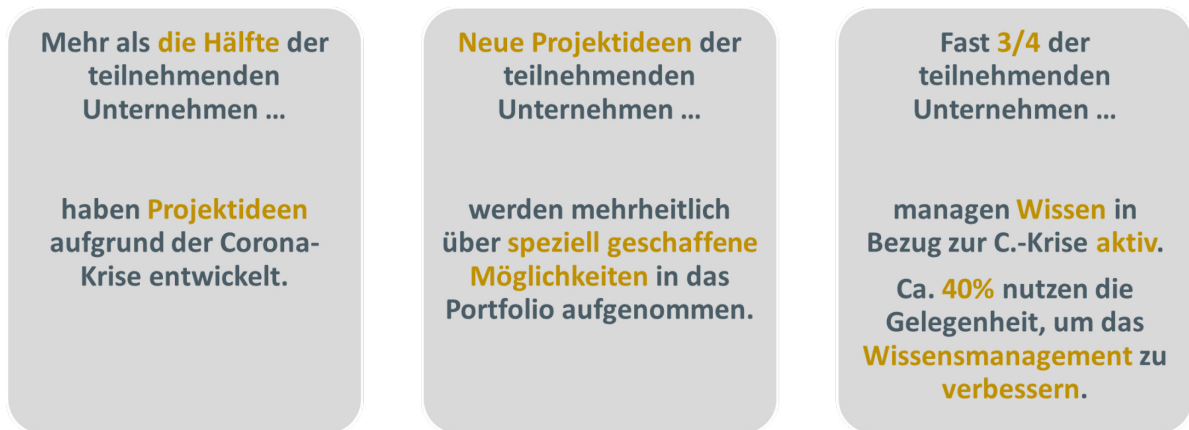 Mehr als die Hälfte der
teilnehmenden
Unternehmen …
haben Projektideen
aufgrund der Corona-
Krise entwickelt.
Neue Projektideen der
teilnehmenden
Unternehmen …
werden mehrheitlich
über speziell geschaffene
Möglichkeiten in das
Portfolio aufgenommen.
Fast 3/4 der
teilnehmenden
Unternehmen …
managen Wissen in
Bezug zur C.-Krise aktiv.
Ca. 40% nutzen die
Gelegenheit, um das
Wissensmanagement zu
verbessern.